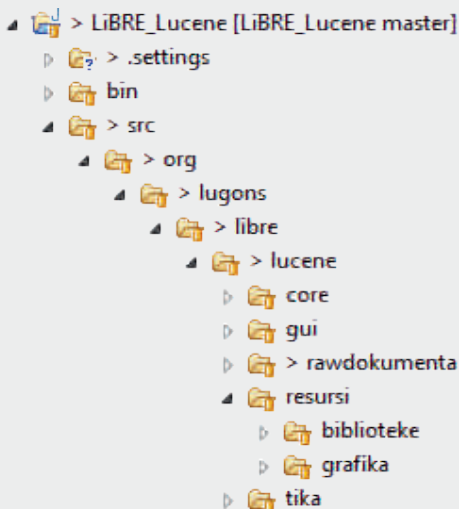 > LiBRE_Lucene [LiBRE_Lucene master]
> .settings
bin
> src
> org
> lugons
> libre
> lucene
core
gui
> rawdokumenta
resursi
biblioteke
grafika
tika